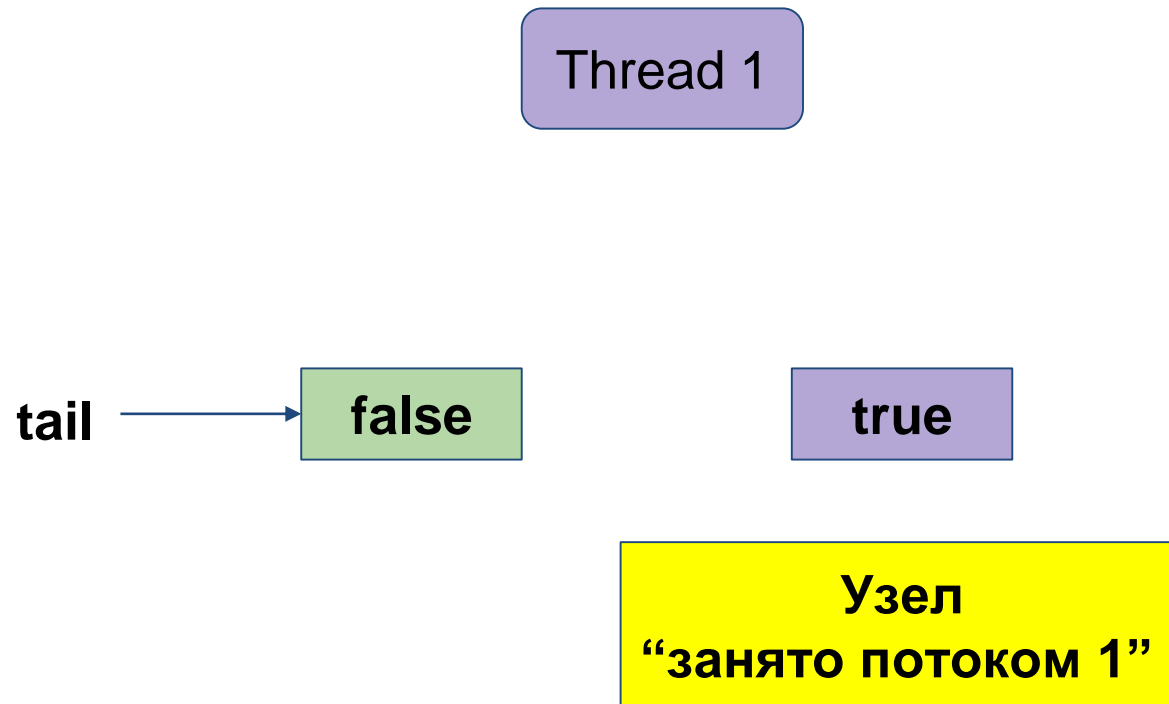 Thread 1
tail
false
true
Узел
“занято потоком 1”